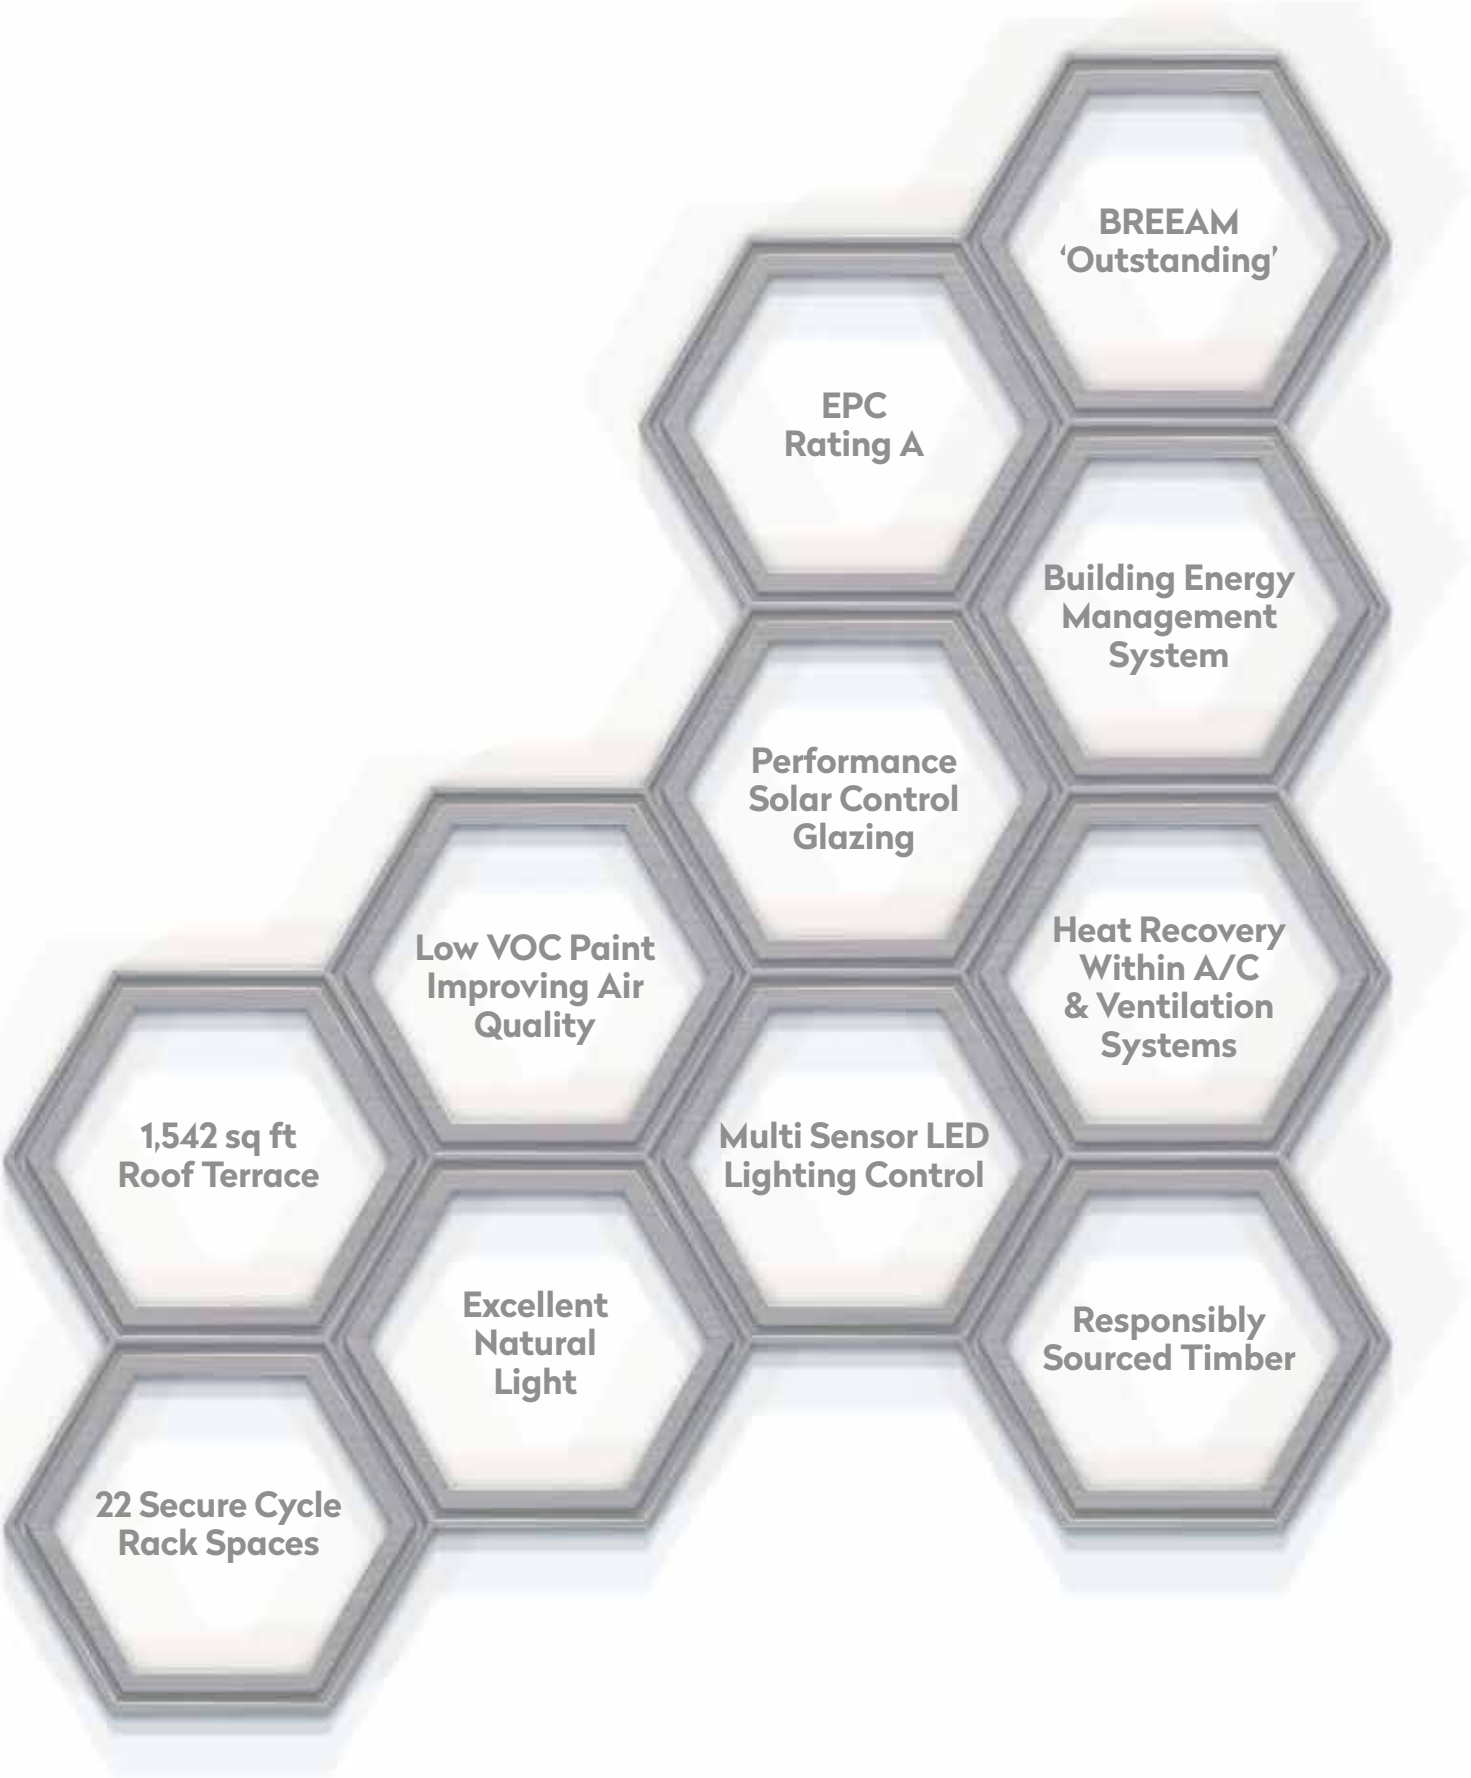 BREEAM
‘Outstanding’
EPC
Rating A
Building Energy
Management
System
Performance
Solar Control
Glazing
Heat Recovery
Within A/C
& Ventilation
Systems
Low VOC Paint
Improving Air
Quality
1,542 sq ft
Roof Terrace
Multi Sensor LED
Lighting Control
Excellent
Natural
Light
Responsibly
Sourced Timber
22 Secure Cycle
Rack Spaces